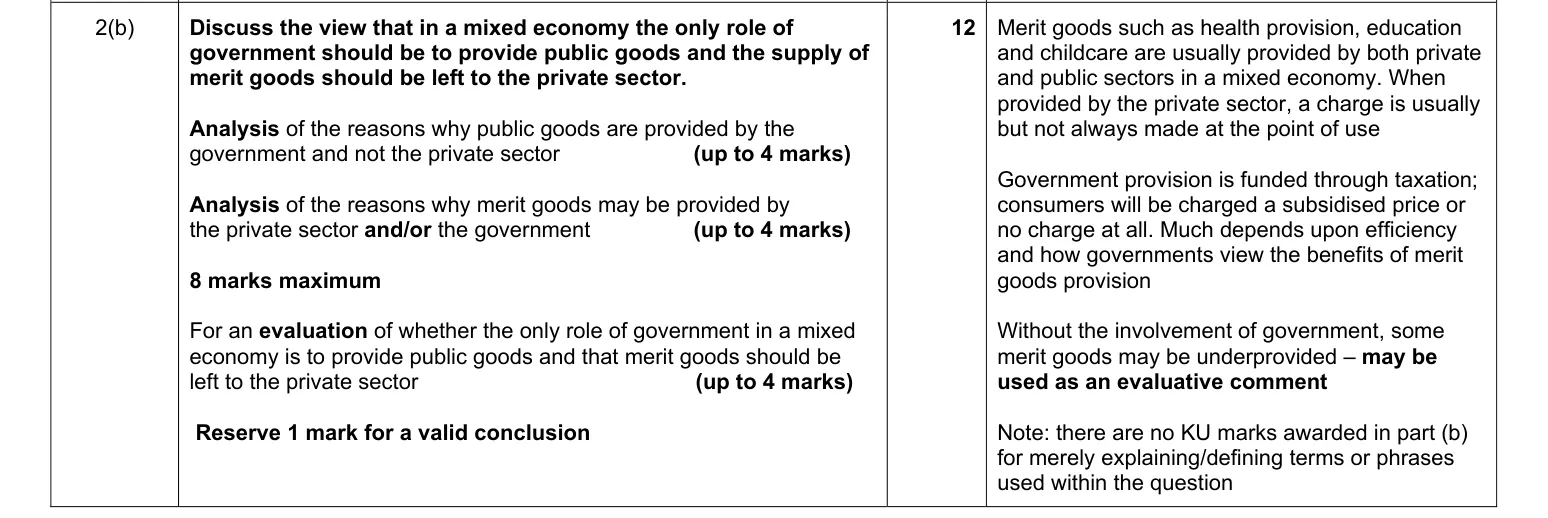 2(b)
Discuss the view that in a mixed economy the only role of
government should be to provide public goods and the supply of
merit goods should be left to the private sector.
Analysis of the reasons why public goods are provided by the
government and not the private sector (up to 4 marks)
Analysis of the reasons why merit goods may be provided by
the private sector and/or the government (up to 4 marks)
8 marks maximum
For an evaluation of whether the only role of government in a mixed
economy is to provide public goods and that merit goods should be
left to the private sector (up to 4 marks)
Reserve 1 mark for a valid conclusion
12
Merit goods such as health provision, education
and childcare are usually provided by both private
and public sectors in a mixed economy. When
provided by the private sector, a charge is usually
but not always made at the point of use
Government provision is funded through taxation;
consumers will be charged a subsidised price or
no charge at all. Much depends upon efficiency
and how governments view the benefits of merit
goods provision
Without the involvement of government, some
merit goods may be underprovided – may be
used as an evaluative comment
Note: there are no KU marks awarded in part (b)
for merely explaining/defining terms or phrases
used within the question